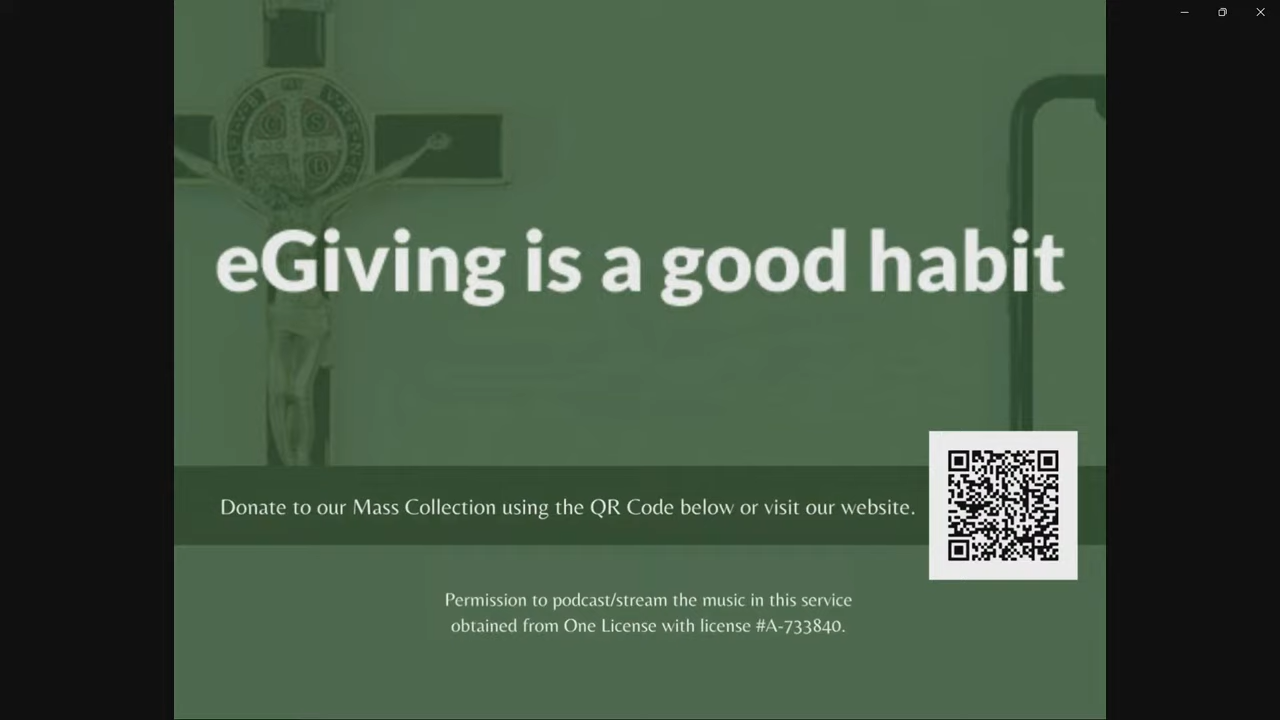 eGiving is a good habit
Donate to our Mass Collection using the QR Code below or visit our website.
Permission to podcast/stream the music in this service
obtained from One License with license #A-733840.